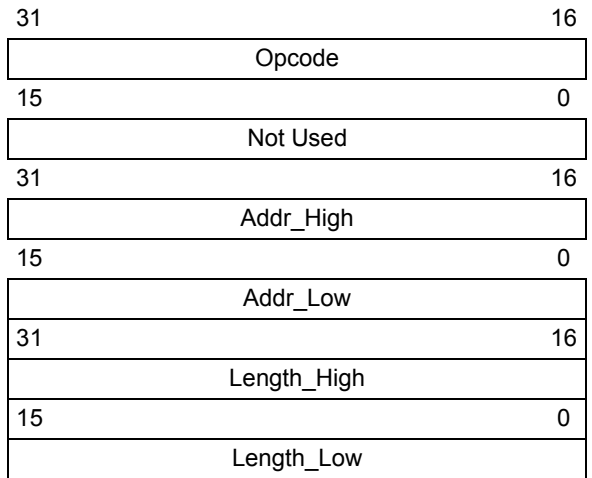 31 16
Opcode
15 0
Not Used
31 16
Addr_High
15 0
Addr_Low
31 16
Length_High
15 0
Length_Low